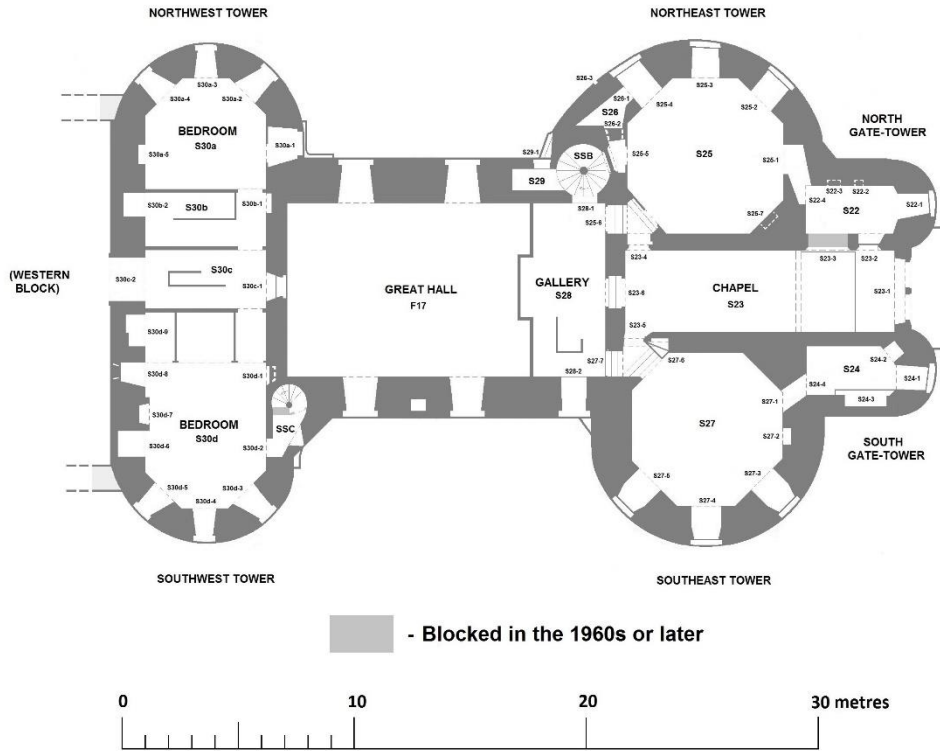 NORTHWEST TOWER
NORTHEAST TOWER
S30a-3
S30a-4
S30a-2
BEDROOM
S30a
S30a-5
S30a-1
S26-3
S26-1
S26
S26-2
S25-4
S25-3
S25-2
NORTH
GATE-TOWER
S29-1
SSB
S25-5
S25
S25-1
S29
S22-3
S22-2
S22-4
S22
S22-1
S30b-2
S30b
S30b-1
S28-1
S25-6
S25-7
(WESTERN
BLOCK)
S30c-2
S30c
S30c-1
GREAT HALL
F17
GALLERY
S28
S23-4
S23-6
S23-5
CHAPEL
S23
S23-3
S23-2
S23-1
S30d-9
S30d-8
S30d-1
S30d-7
BEDROOM
S30d
S30d-6
S30d-2
SSC
S30d-5
S30d-3
S30d-4
S28-2
S27-7
S27-6
S24-2
S24
S24-1
S24-4
S24-3
S27-1
S27
S27-2
S27-5
S27-3
S27-4
SOUTH
GATE-TOWER
SOUTHWEST TOWER
SOUTHEAST TOWER
- Blocked in the 1960s or later
0
10
20
30 metres